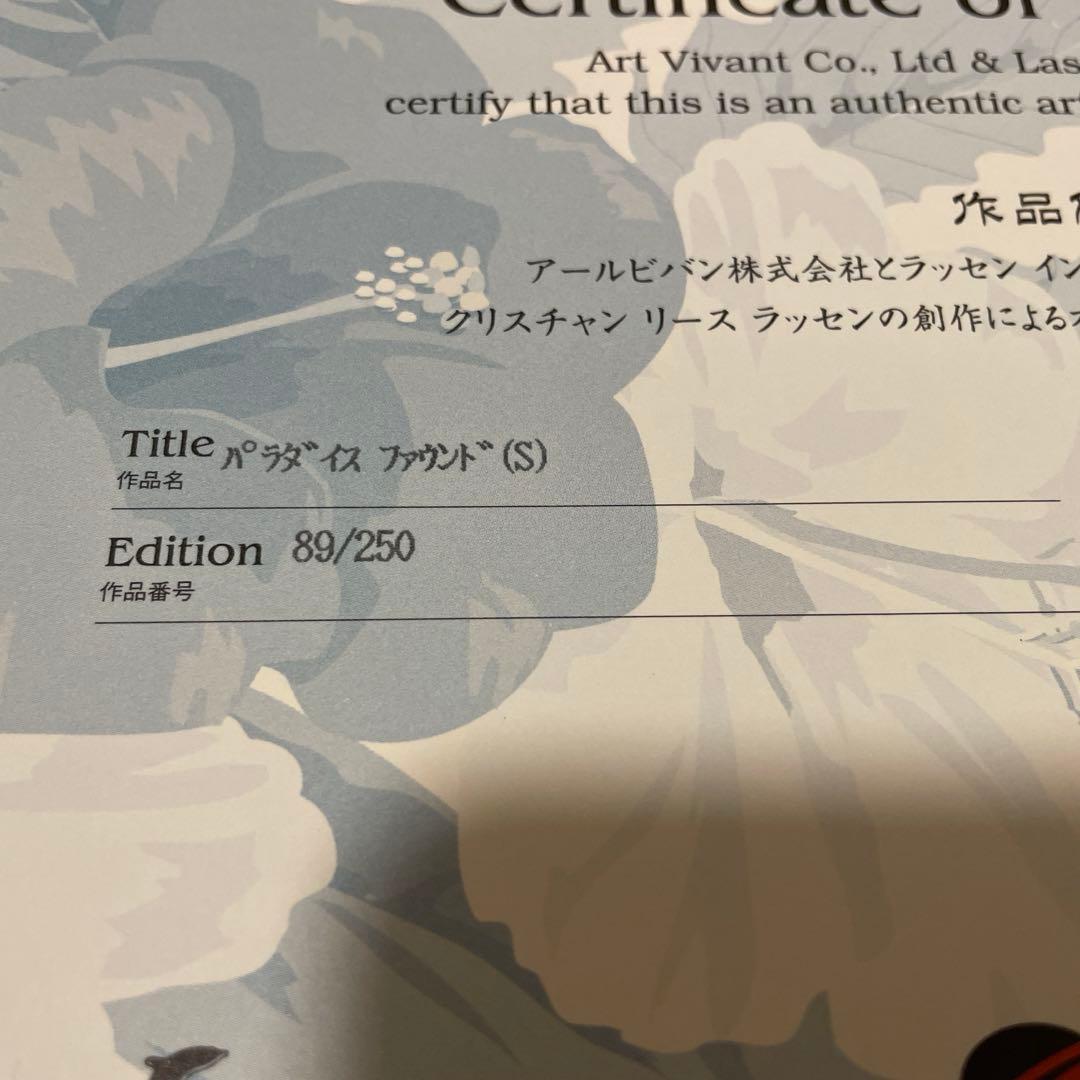 Certificate of
Art Vivant Co., Ltd & Las
certify that this is an authentic ar
作品
アールビバン株式会社とラッセン イン
クリスチャン リース ラッセンの創作による
Title ﾊﾟﾗﾀﾞｲｽ ﾌｧｳﾝﾄﾞ(S)
作品名
Edition 89/250
作品番号